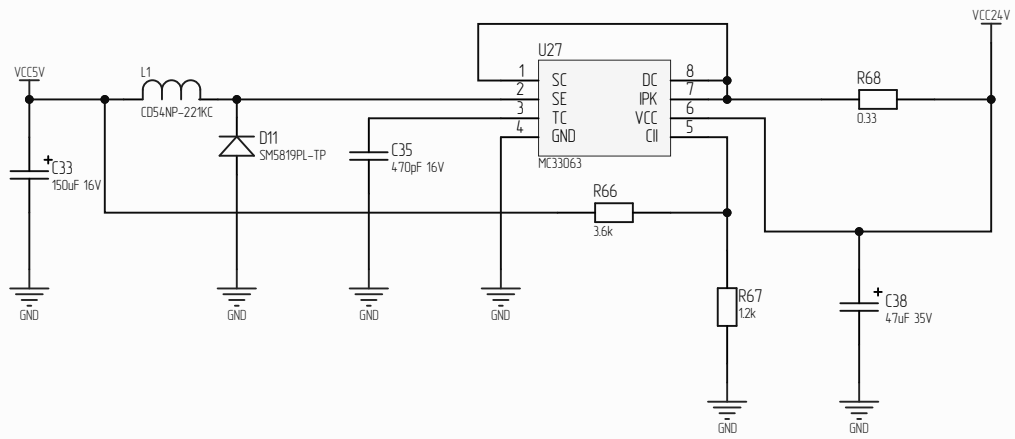 VCC24V
U27
VCC5V
L1
1
SC
DC
8
R68
2
SE
IPK
7
CD54NP-221KC
3
TC
VCC
6
0.33
4
GND
CII
5
D11
SM5819PL-TP
C35
470pF 16V
MC33063
+
C33
150uF 16V
R66
3.6k
+
R67
1.2k
C38
47uF 35V
GND
GND
GND
GND
GND
GND